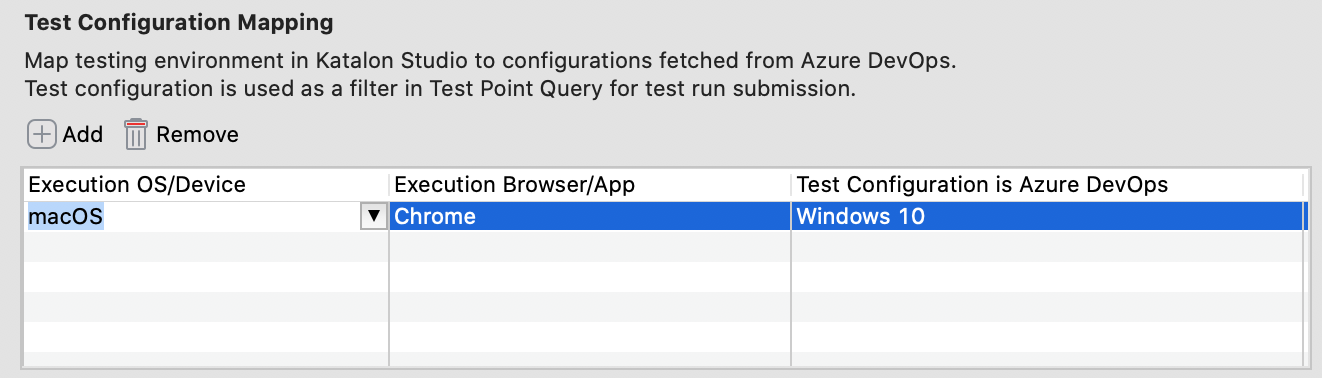 Test Configuration Mapping
Map testing environment in Katalon Studio to configurations fetched from Azure DevOps.
Test configuration is used as a filter in Test Point Query for test run submission.
Add Remove
Execution OS/Device Execution Browser/App Test Configuration is Azure DevOps
macOS Chrome Windows 10